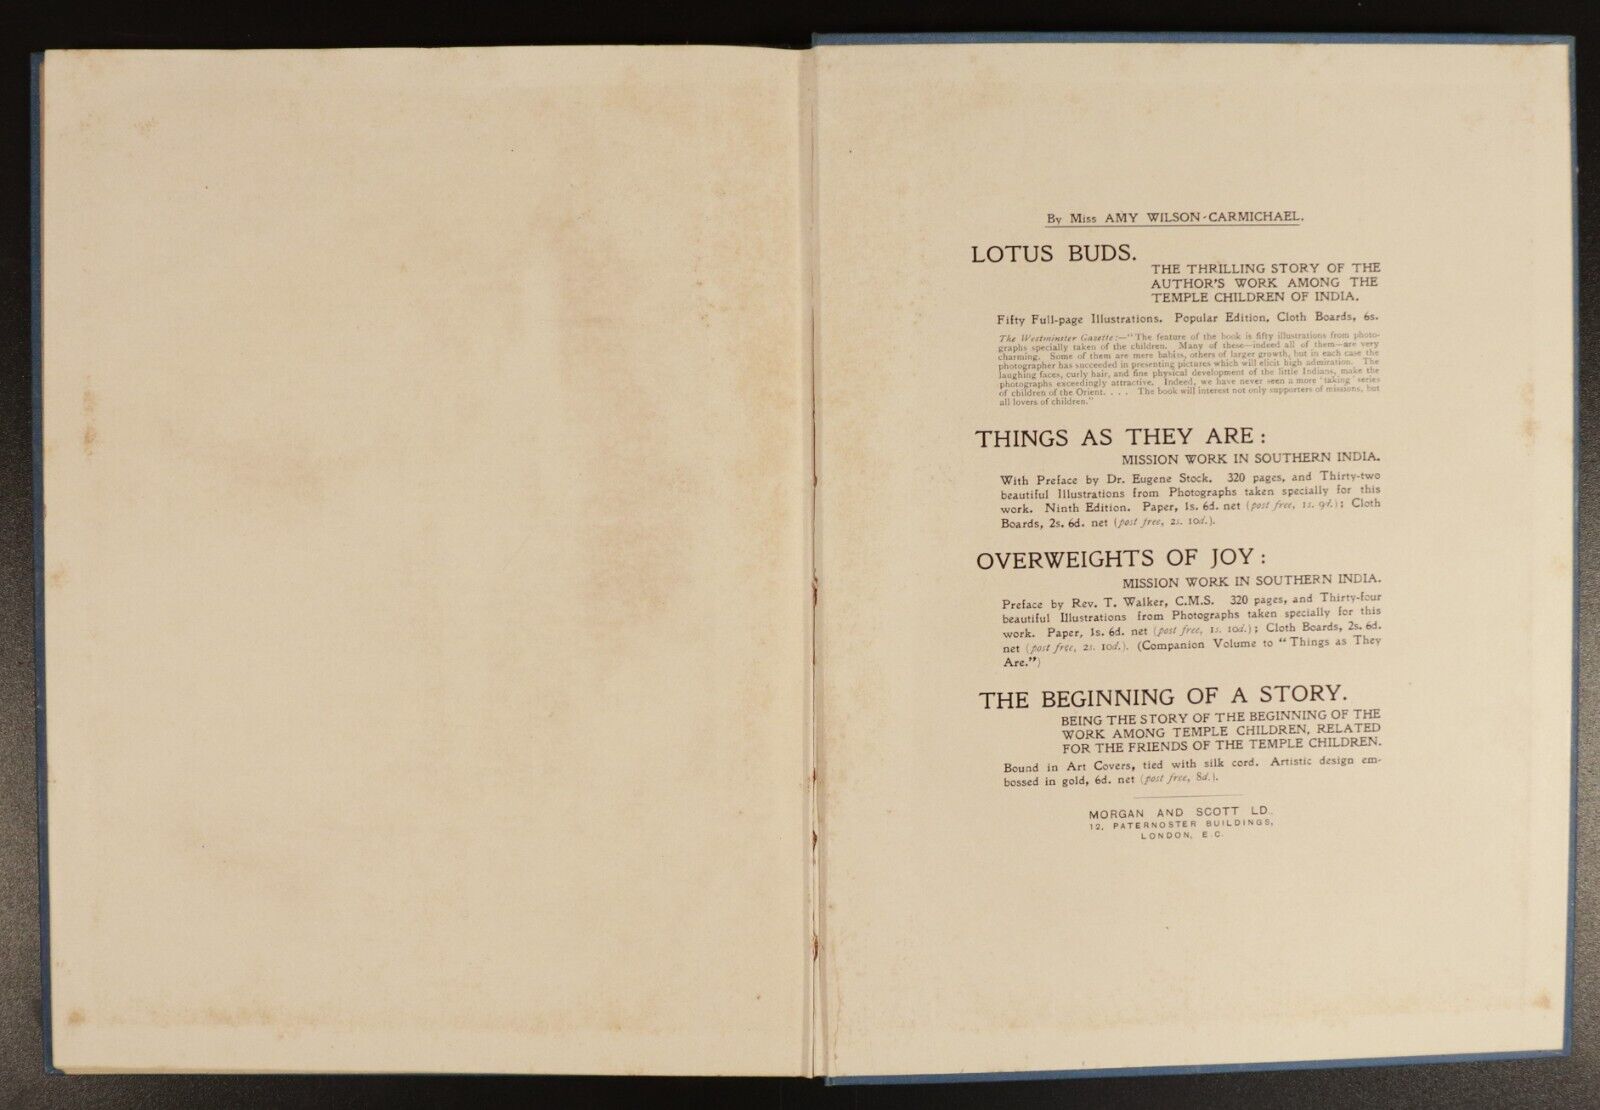 By Miss AMY WILSON-CARMICHAEL.
LOTUS BUDS.
THE THRILLING STORY OF THE
AUTHOR'S WORK AMONG THE
TEMPLE CHILDREN OF INDIA.
Fifty Full-page Illustrations. Popular Edition, Cloth Boards, 6s.
The Westminster Gazette:—"The feature of the book is fifty illustrations from photo-
graphs specially taken of the children. Many of these—indeed all of them—are very
charming. Some of them are mere babies, others of larger growth, but in each case the
photographer has succeeded in presenting pictures which will elicit high admiration. The
laughing faces, curly hair, and fine physical development of the little Indians, make the
photographs exceedingly attractive. Indeed, we have never seen a more 'taking' series
of children of the Orient. . . . The book will interest not only supporters of missions, but
all lovers of children."
THINGS AS THEY ARE:
MISSION WORK IN SOUTHERN INDIA.
With Preface by Dr. Eugene Stock. 320 pages, and Thirty-two
beautiful Illustrations from Photographs taken specially for this
work. Ninth Edition. Paper, 1s. 6d. net (post free, 1s. 9d.); Cloth
Boards, 2s. 6d. net (post free, 2s. 10d.).
OVERWEIGHTS OF JOY:
MISSION WORK IN SOUTHERN INDIA.
Preface by Rev. T. Walker, C.M.S. 320 pages, and Thirty-four
beautiful Illustrations from Photographs taken specially for this
work. Paper, 1s. 6d. net (post free, 1s. 10d.); Cloth Boards, 2s. 6d.
net (post free, 2s. 10d.). (Companion Volume to "Things as They
Are.")
THE BEGINNING OF A STORY.
BEING THE STORY OF THE BEGINNING OF THE
WORK AMONG TEMPLE CHILDREN, RELATED
FOR THE FRIENDS OF THE TEMPLE CHILDREN.
Bound in Art Covers, tied with silk cord. Artistic design em-
bossed in gold, 6d. net (post free, 8d.).
MORGAN AND SCOTT LD.,
12, PATERNOSTER BUILDINGS,
LONDON, E.C.